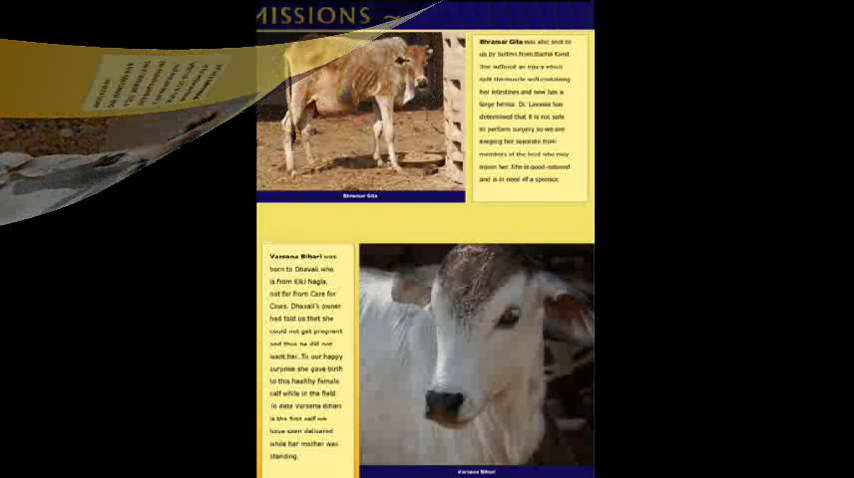 MISSIONS ~
Bhramar Gita was also sent to
us by Sadhus from Radha Kund.
She suffered an injury which
split the muscle wall containing
her intestines and now has a
large hernia. Dr. Lavania has
determined that it is not safe
to perform surgery so we are
keeping her separate from
members of the herd who may
injure her. She is good-natured
and is in need of a sponsor.
Bhramar Gita
Varsana Bihari was
born to Dhavali who
is from Kiki Nagla,
not far from Care for
Cows. Dhavali's owner
had told us that she
could not get pregnant
and thus he did not
want her. To our happy
surprise she gave birth
to this healthy female
calf while in the field
To date Varsana Bihari
is the first calf we
have seen delivered
while her mother was
standing.
Varsana Bihari